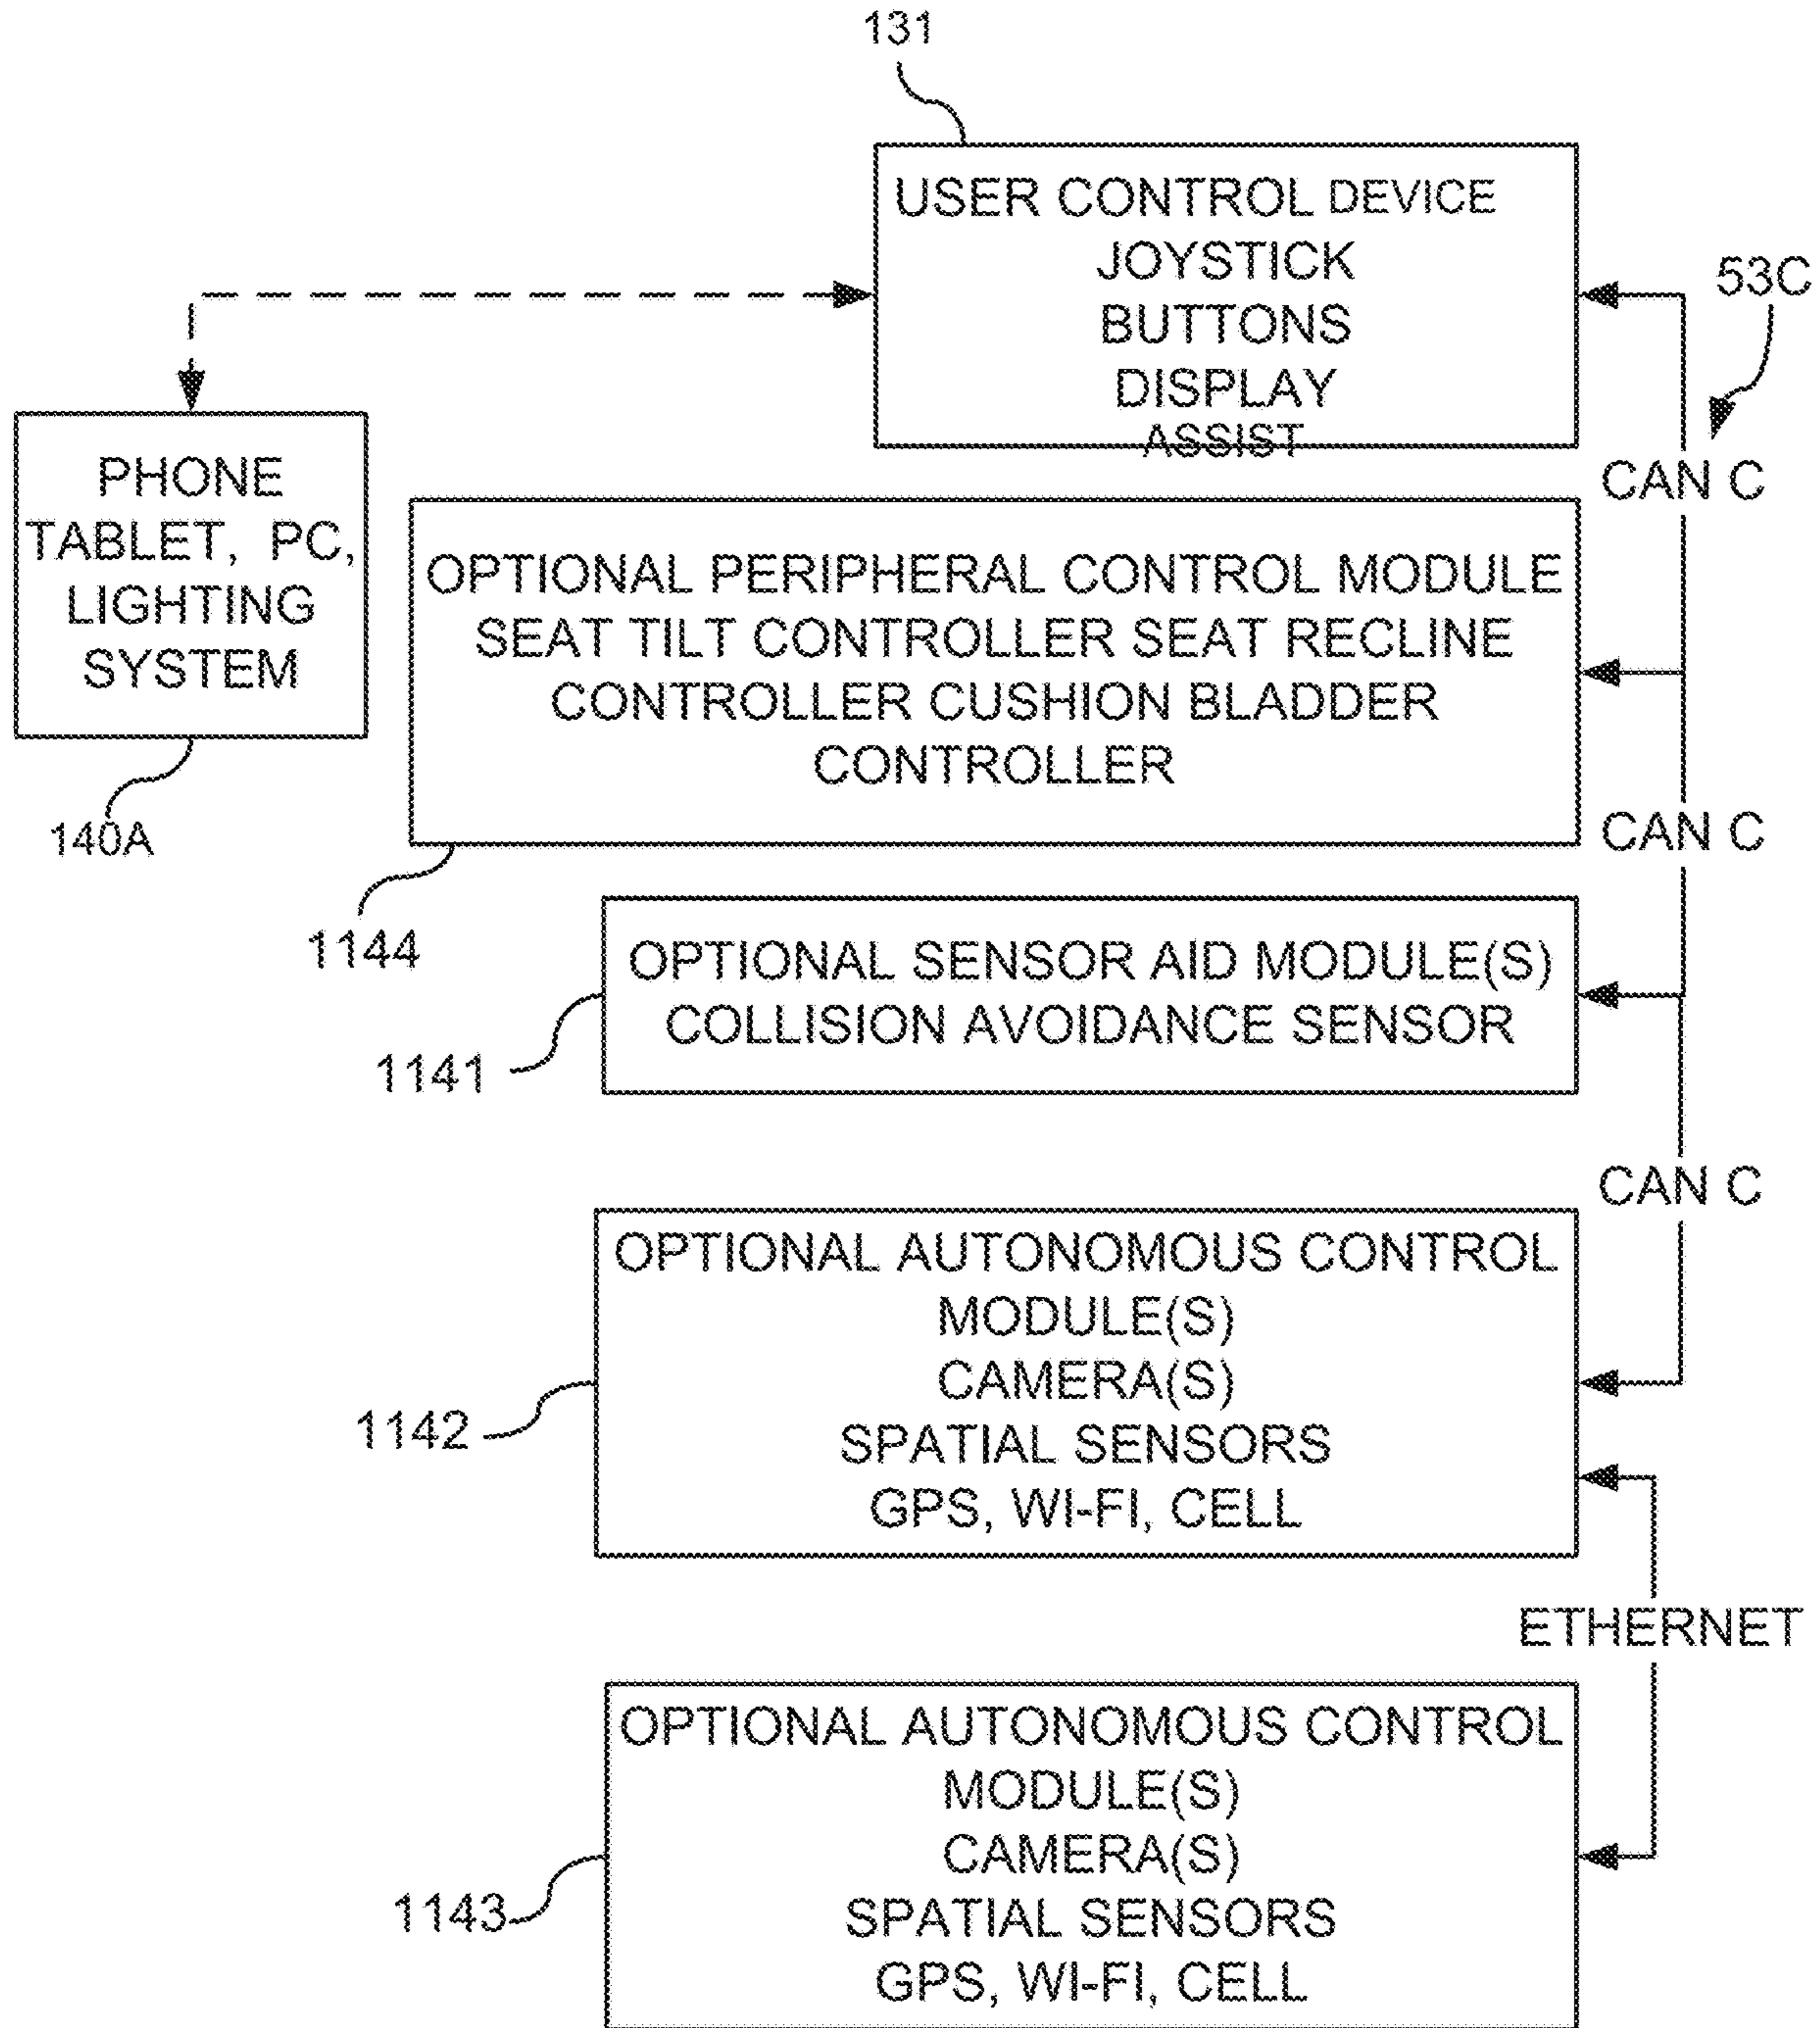 131
USER CONTROL DEVICE
JOYSTICK
BUTTONS
DISPLAY
ASSIST
53C
CAN C
PHONE
TABLET, PC,
LIGHTING
SYSTEM
140A
OPTIONAL PERIPHERAL CONTROL MODULE
SEAT TILT CONTROLLER SEAT RECLINE
CONTROLLER CUSHION BLADDER
CONTROLLER
CAN C
1144
OPTIONAL SENSOR AID MODULE(S)
COLLISION AVOIDANCE SENSOR
1141
CAN C
OPTIONAL AUTONOMOUS CONTROL
MODULE(S)
CAMERA(S)
SPATIAL SENSORS
GPS, WI-FI, CELL
1142
ETHERNET
OPTIONAL AUTONOMOUS CONTROL
MODULE(S)
CAMERA(S)
SPATIAL SENSORS
GPS, WI-FI, CELL
1143